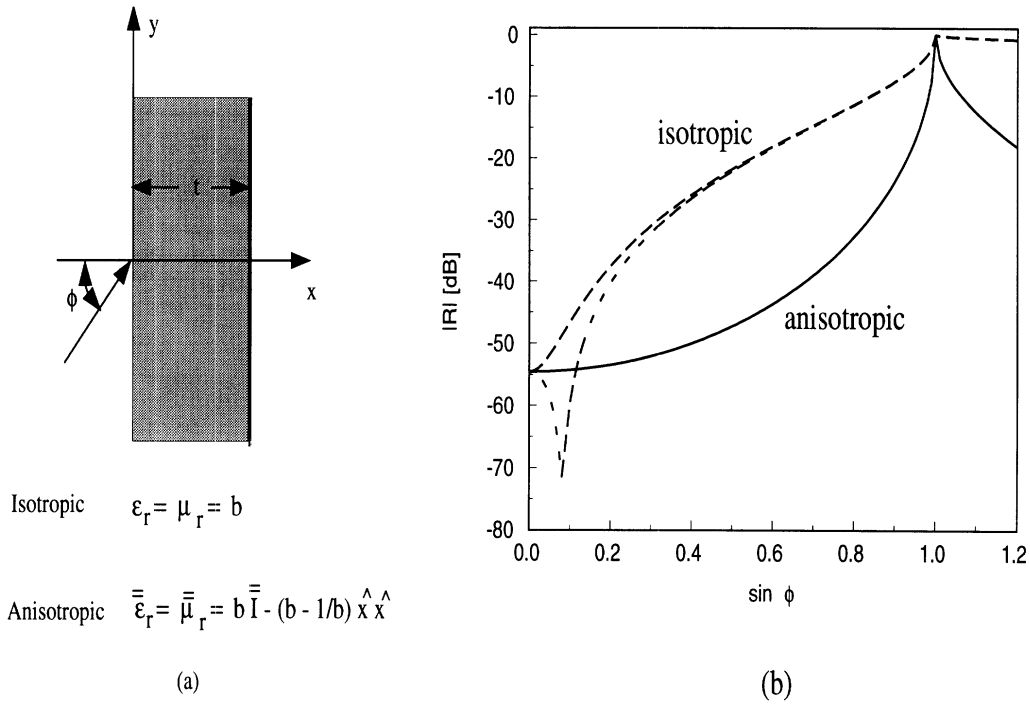 y
t
x
ϕ
Isotropic ε_r = μ_r = b
Anisotropic ε̿_r = μ̿_r = b I̿ - (b - 1/b) x̂ x̂
(a)
|R| [dB]
0
-10
-20
-30
-40
-50
-60
-70
-80
isotropic
anisotropic
0.0 0.2 0.4 0.6 0.8 1.0 1.2
sin ϕ
(b)